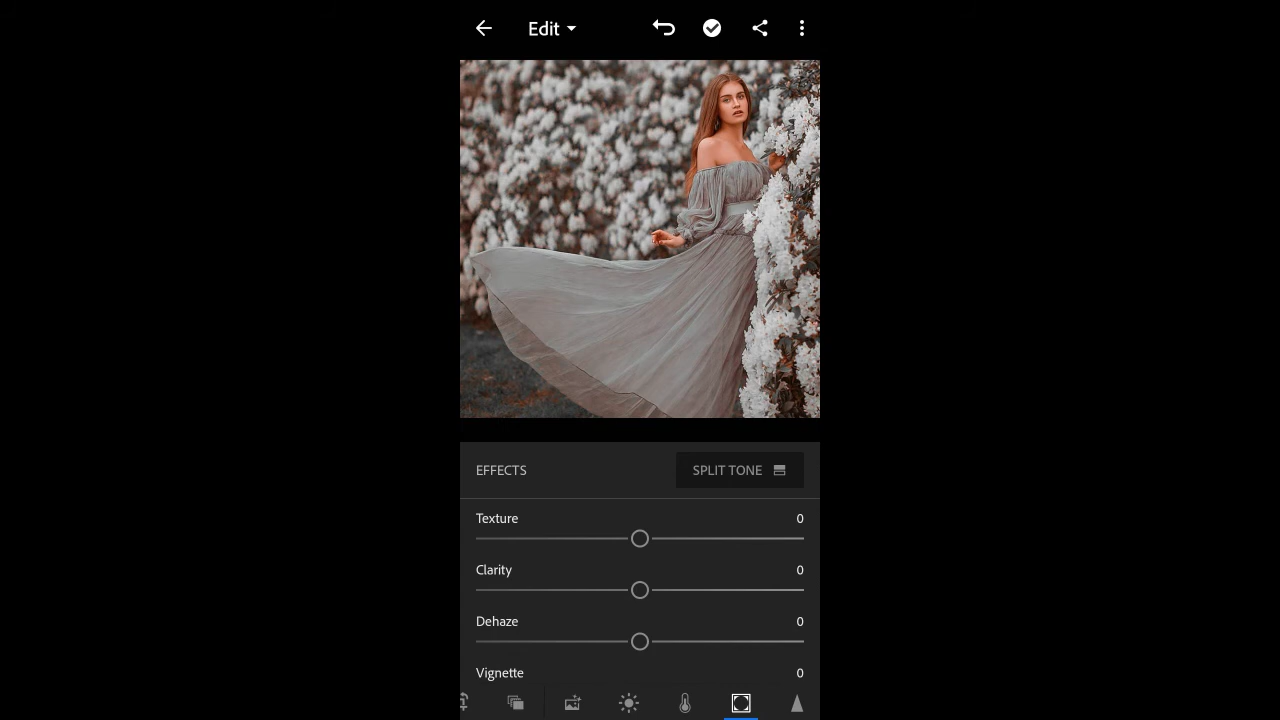 Edit
EFFECTS
SPLIT TONE
Texture 0
Clarity 0
Dehaze 0
Vignette 0